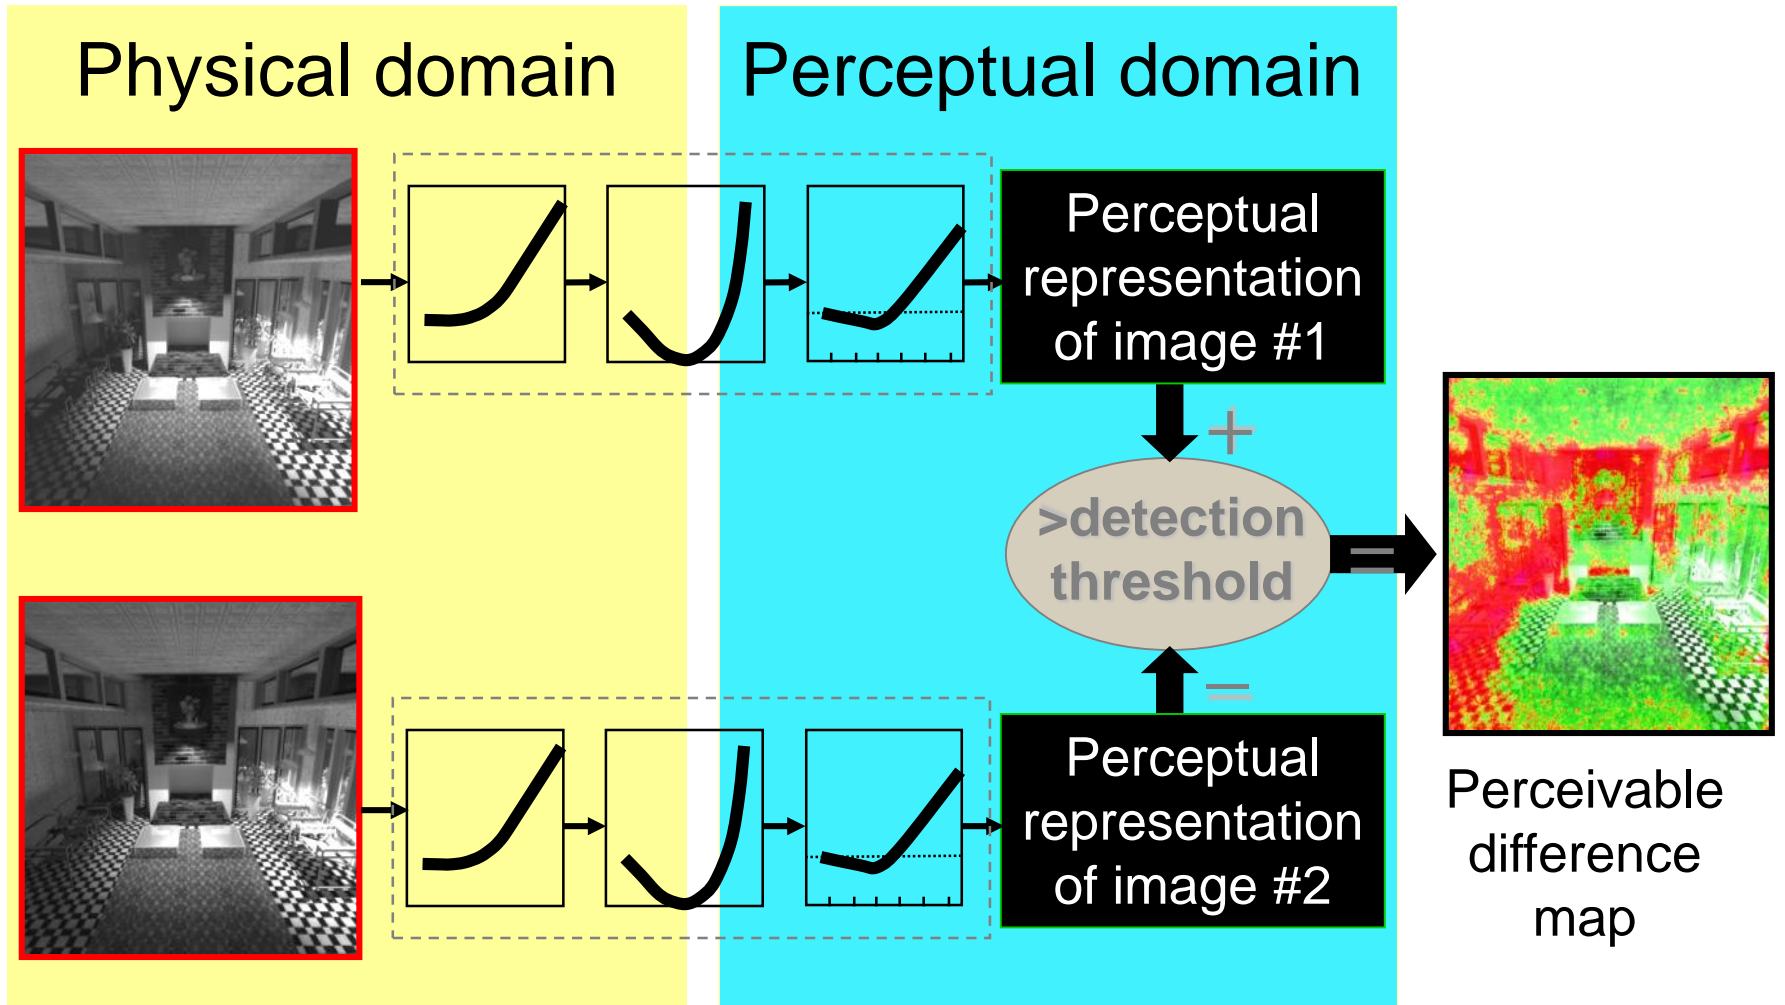 Physical domain
Perceptual domain
Perceptual
representation
of image #1
+
>detection
threshold
=
=
Perceptual
representation
of image #2
Perceivable
difference
map